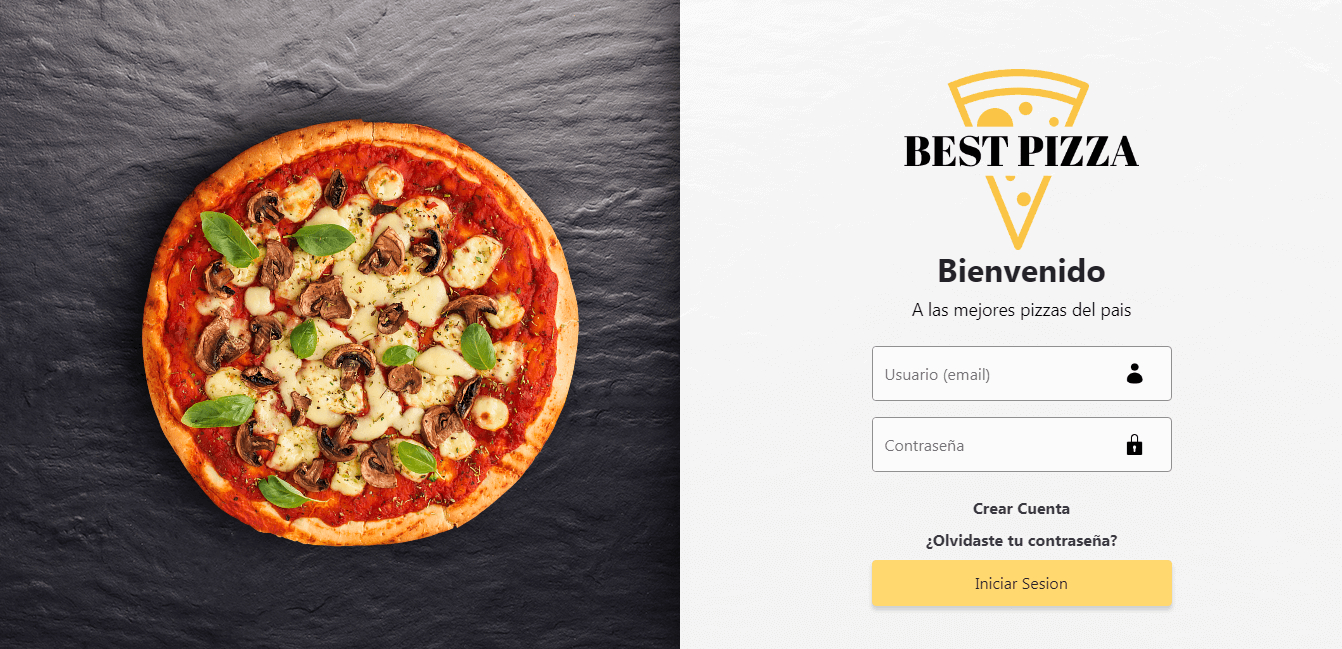 BEST PIZZA
Bienvenido
A las mejores pizzas del pais
Usuario (email)
Contraseña
Crear Cuenta
¿Olvidaste tu contraseña?
Iniciar Sesion